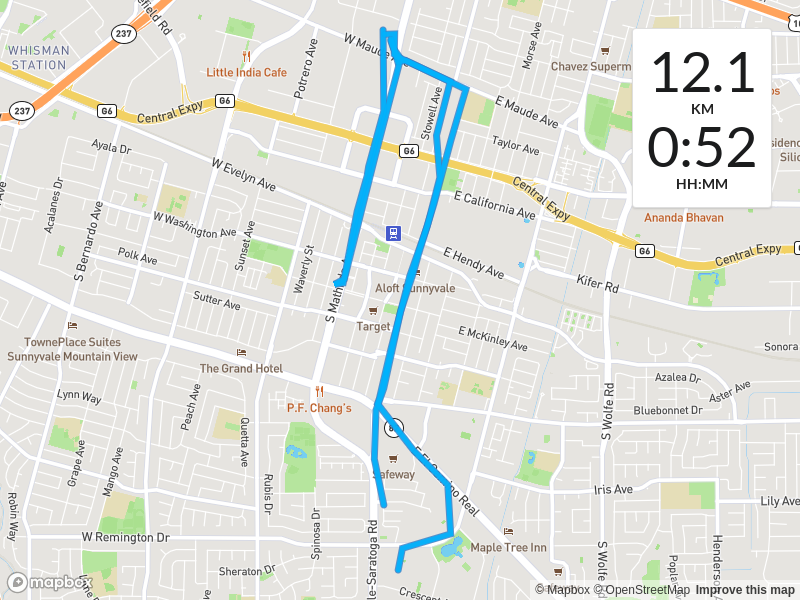 237
WHISMAN
STATION
Little India Cafe
Potrero Ave
W Maude Ave
Morse Ave
Chavez Superm
12.1
KM
0:52
HH:MM
237
G6
Central Expy
G6
Stowell Ave
E Maude Ave
Taylor Ave
G6
Ayala Dr
W Evelyn Ave
Central Expy
E California Ave
Ananda Bhavan
Acalanes Dr
S Bernardo Ave
W Washington Ave
Sunset Ave
Waverly St
E Hendy Ave
G6
Central Expy
Polk Ave
Kifer Rd
Sutter Ave
Aloft Sunnyvale
Target
TownePlace Suites
Sunnyvale Mountain View
The Grand Hotel
E McKinley Ave
Sonora
Azalea Dr
Aster Ave
Lynn Way
Peach Ave
P.F. Chang's
Bluebonnet Dr
S Wolfe Rd
Quetta Ave
Grape Ave
Mango Ave
Safeway
Rubis Dr
Iris Ave
Lily Ave
Robin Way
Spinosa Dr
W Remington Dr
Maple Tree Inn
Sheraton Dr
mapbox
© Mapbox © OpenStreetMap Improve this map